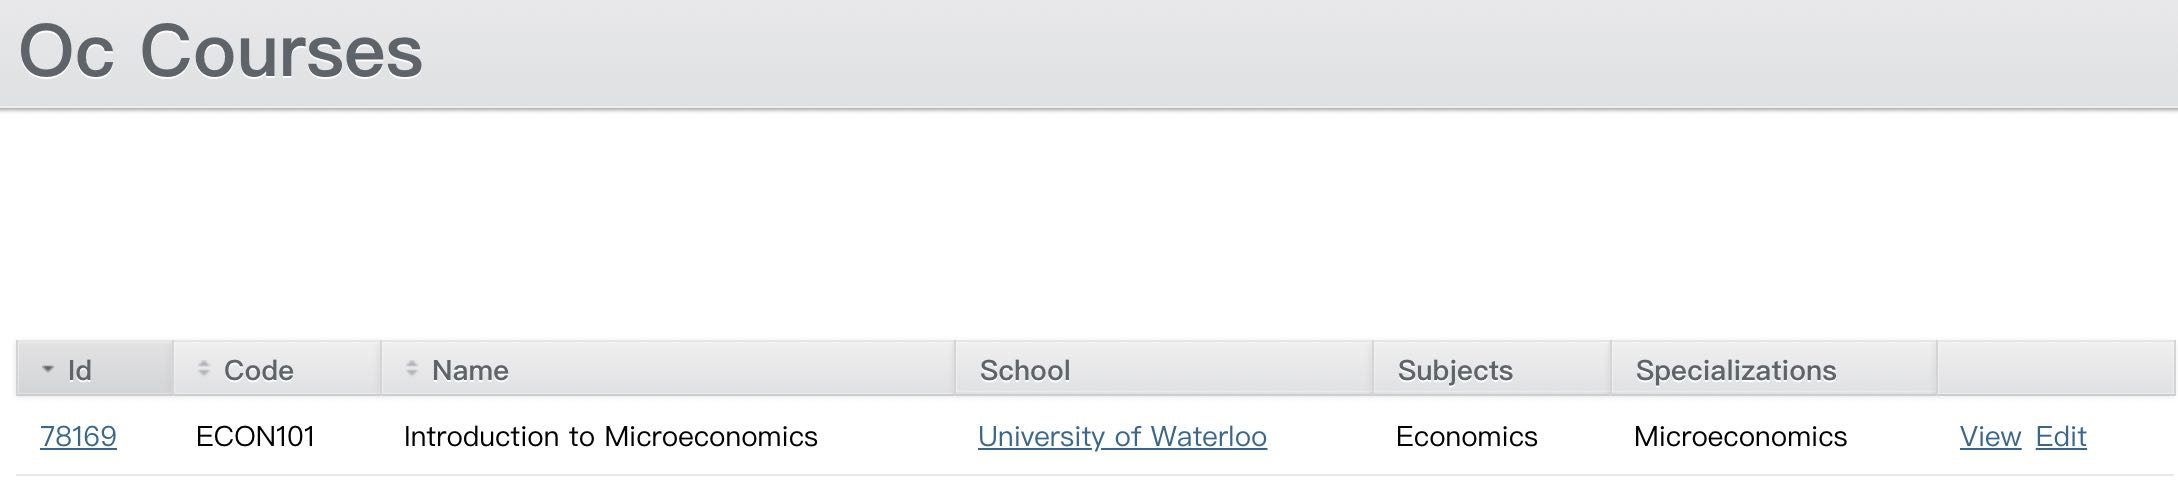 Oc Courses
Id Code Name School Subjects Specializations
78169 ECON101 Introduction to Microeconomics University of Waterloo Economics Microeconomics View Edit